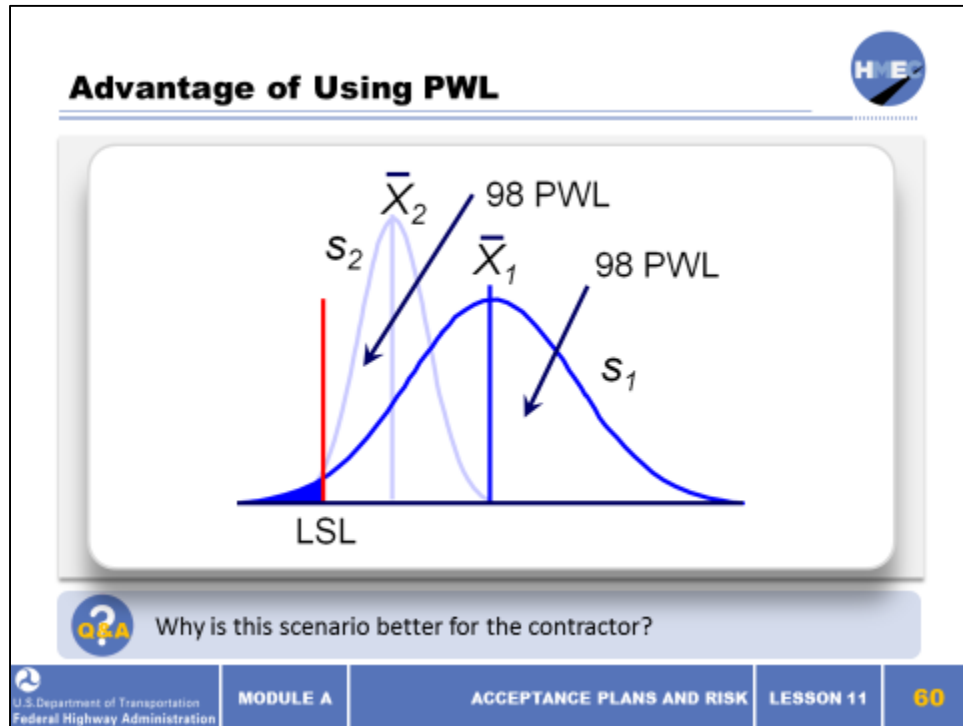 Advantage of Using PWL
HMEC
X̄2
98 PWL
s2
X̄1
98 PWL
s1
LSL
Q&A
?
Why is this scenario better for the contractor?
U.S.Department of Transportation
Federal Highway Administration
MODULE A
ACCEPTANCE PLANS AND RISK
LESSON 11
60